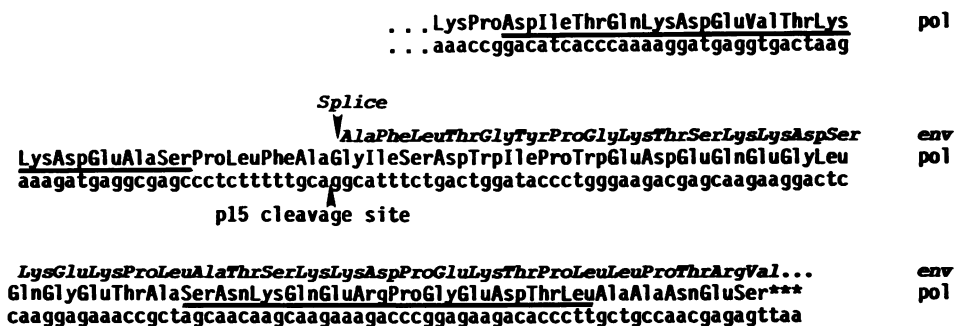 ...LysProAspIleThrGlnLysAspGluValThrLys pol
...aaaccggacatcacccaaaaggatgaggtgactaag
Splice
AlaPheLeuThrGlyTyrProGlyLysThrSerLysLysAspSer env
LysAspGluAlaSerProLeuPheAlaGlyIleSerAspTrpIleProTrpGluAspGluGlnGluGlyLeu pol
aaagatgaggcgagccctctttttgcaggcatttctgactggataccctgggaagacgagcaagaaggactc
p15 cleavage site
LysGluLysProLeuAlaThrSerLysLysAspProGluLysThrProLeuLeuProThrArgVal... env
GlnGlyGluThrAlaSerAsnLysGlnGluArgProGlyGluAspThrLeuAlaAlaAsnGluSer*** pol
caaggagaaaccgctagcaacaagcaagaaagacccggagaagacacccttgctgccaacgagagttaa